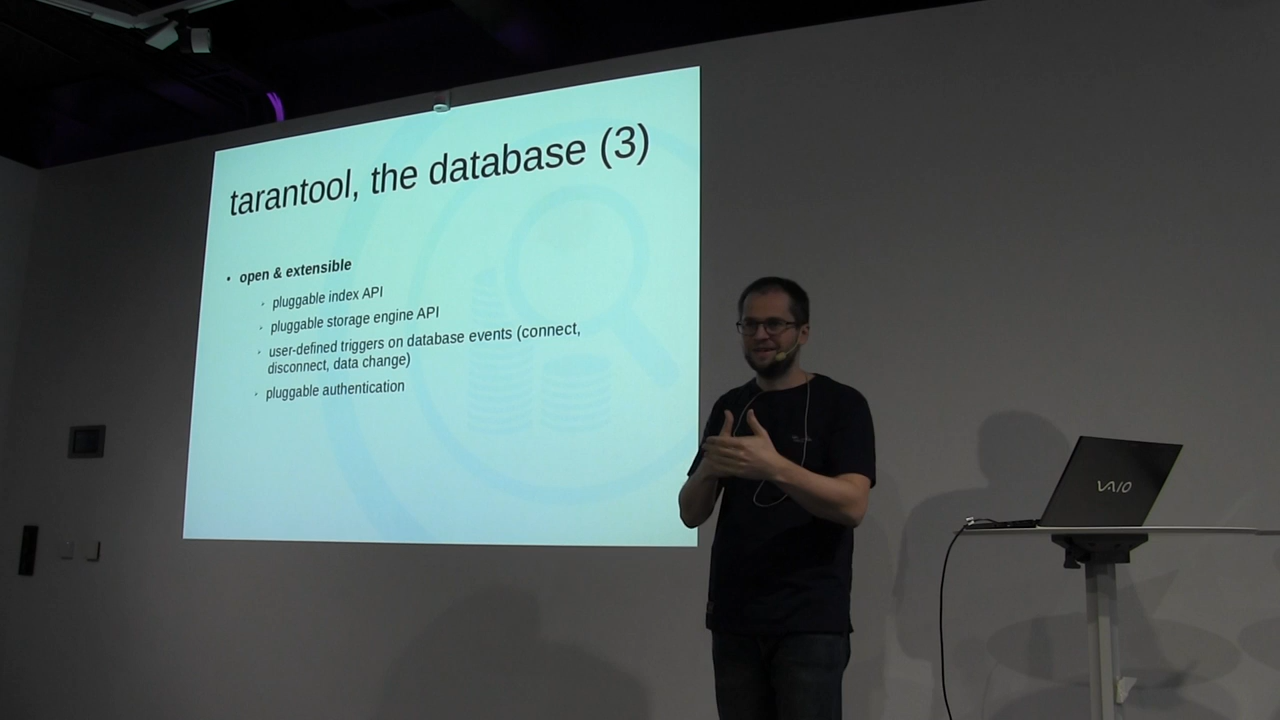 tarantool, the database (3)
• open & extensible
pluggable index API
pluggable storage engine API
user-defined triggers on database events (connect,
disconnect, data change)
pluggable authentication
VAIO